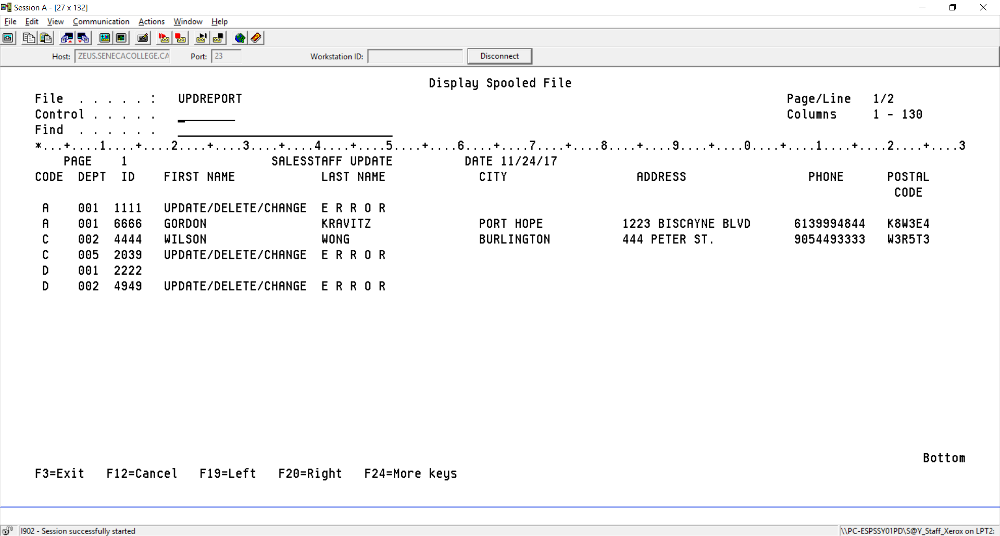 Session A - [27 x 132]
File Edit View Communication Actions Window Help
Host: ZEUS.SENECACOLLEGE.CA Port: 23 Workstation ID: Disconnect
Display Spooled File
File . . . . . : UPDREPORT Page/Line 1/2
Control . . . . . Columns 1 - 130
Find . . . . . .
*...+....1....+....2....+....3....+....4....+....5....+....6....+....7....+....8....+....9....+....0....+....1....+....2....+....3
PAGE 1 SALESSTAFF UPDATE DATE 11/24/17
CODE DEPT ID FIRST NAME LAST NAME CITY ADDRESS PHONE POSTAL
CODE
A 001 1111 UPDATE/DELETE/CHANGE E R R O R
A 001 6666 GORDON KRAVITZ PORT HOPE 1223 BISCAYNE BLVD 6139994844 K8W3E4
C 002 4444 WILSON WONG BURLINGTON 444 PETER ST. 9054493333 W3R5T3
C 005 2039 UPDATE/DELETE/CHANGE E R R O R
D 001 2222
D 002 4949 UPDATE/DELETE/CHANGE E R R O R
Bottom
F3=Exit F12=Cancel F19=Left F20=Right F24=More keys
I902 - Session successfully started \\PC-ESPSSY01PD\S@Y_Staff_Xerox on LPT2: